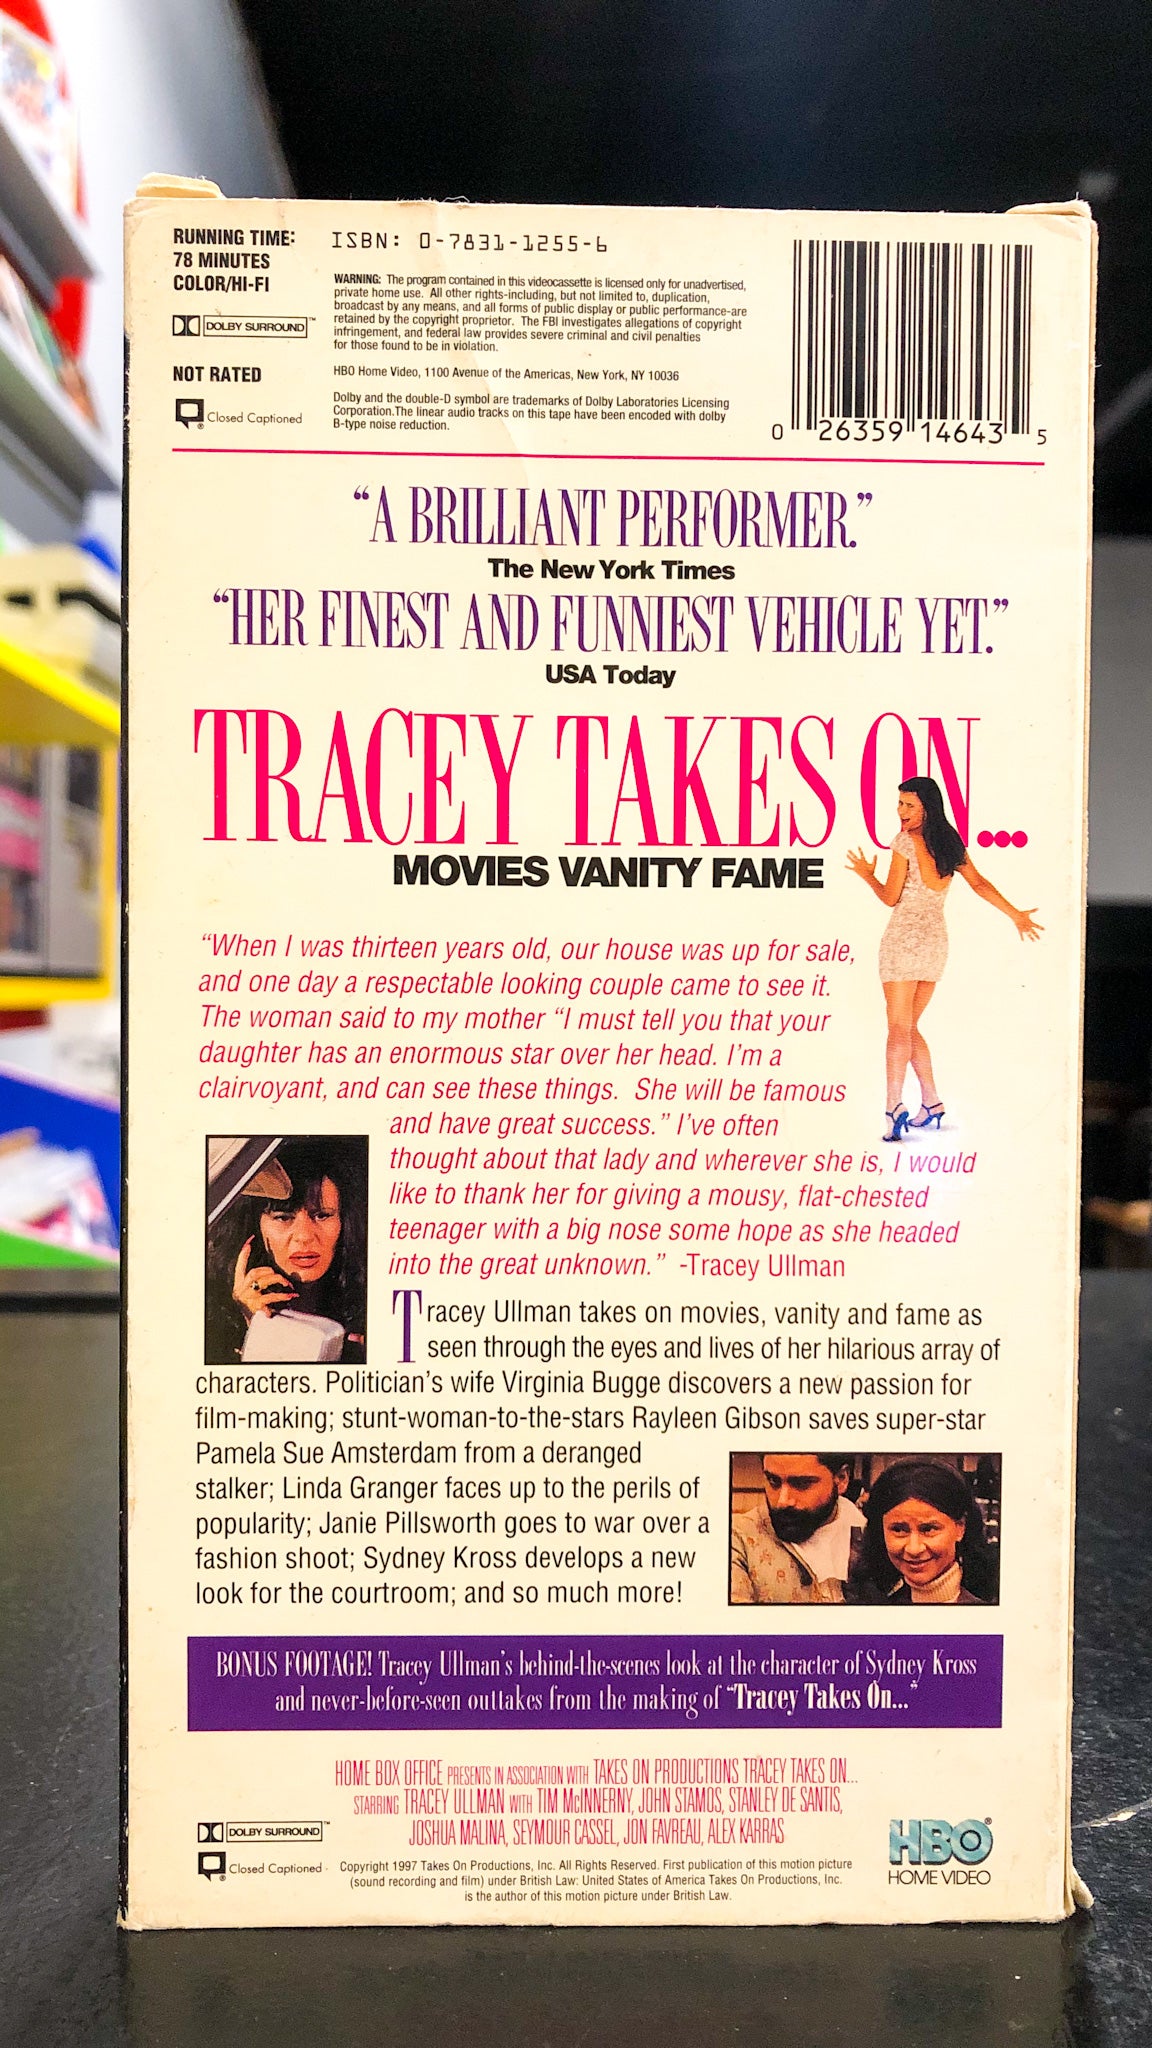 RUNNING TIME:
78 MINUTES
COLOR/HI-FI
DOLBY SURROUND™
NOT RATED
Closed Captioned
ISBN: 0-7831-1255-6
WARNING: The program contained in this videocassette is licensed only for unadvertised,
private home use. All other rights-including, but not limited to, duplication,
broadcast by any means, and all forms of public display or public performance-are
retained by the copyright proprietor. The FBI investigates allegations of copyright
infringement, and federal law provides severe criminal and civil penalties
for those found to be in violation.
HBO Home Video, 1100 Avenue of the Americas, New York, NY 10036
Dolby and the double-D symbol are trademarks of Dolby Laboratories Licensing
Corporation.The linear audio tracks on this tape have been encoded with dolby
B-type noise reduction.
0 26359 14643 5
“A BRILLIANT PERFORMER.”
The New York Times
“HER FINEST AND FUNNIEST VEHICLE YET.”
USA Today
TRACEY TAKES ON...
MOVIES VANITY FAME
“When I was thirteen years old, our house was up for sale,
and one day a respectable looking couple came to see it.
The woman said to my mother “I must tell you that your
daughter has an enormous star over her head. I’m a
clairvoyant, and can see these things. She will be famous
and have great success.” I’ve often
thought about that lady and wherever she is, I would
like to thank her for giving a mousy, flat-chested
teenager with a big nose some hope as she headed
into the great unknown.” -Tracey Ullman
Tracey Ullman takes on movies, vanity and fame as
seen through the eyes and lives of her hilarious array of
characters. Politician’s wife Virginia Bugge discovers a new passion for
film-making; stunt-woman-to-the-stars Rayleen Gibson saves super-star
Pamela Sue Amsterdam from a deranged
stalker; Linda Granger faces up to the perils of
popularity; Janie Pillsworth goes to war over a
fashion shoot; Sydney Kross develops a new
look for the courtroom; and so much more!
BONUS FOOTAGE! Tracey Ullman’s behind-the-scenes look at the character of Sydney Kross
and never-before-seen outtakes from the making of “Tracey Takes On...”
HOME BOX OFFICE PRESENTS IN ASSOCIATION WITH TAKES ON PRODUCTIONS TRACEY TAKES ON...
STARRING TRACEY ULLMAN WITH TIM McINNERNY, JOHN STAMOS, STANLEY DE SANTIS,
JOSHUA MALINA, SEYMOUR CASSEL, JON FAVREAU, ALEX KARRAS
DOLBY SURROUND™
Closed Captioned
Copyright 1997 Takes On Productions, Inc. All Rights Reserved. First publication of this motion picture
(sound recording and film) under British Law: United States of America Takes On Productions, Inc.
is the author of this motion picture under British Law.
HBO®
HOME VIDEO